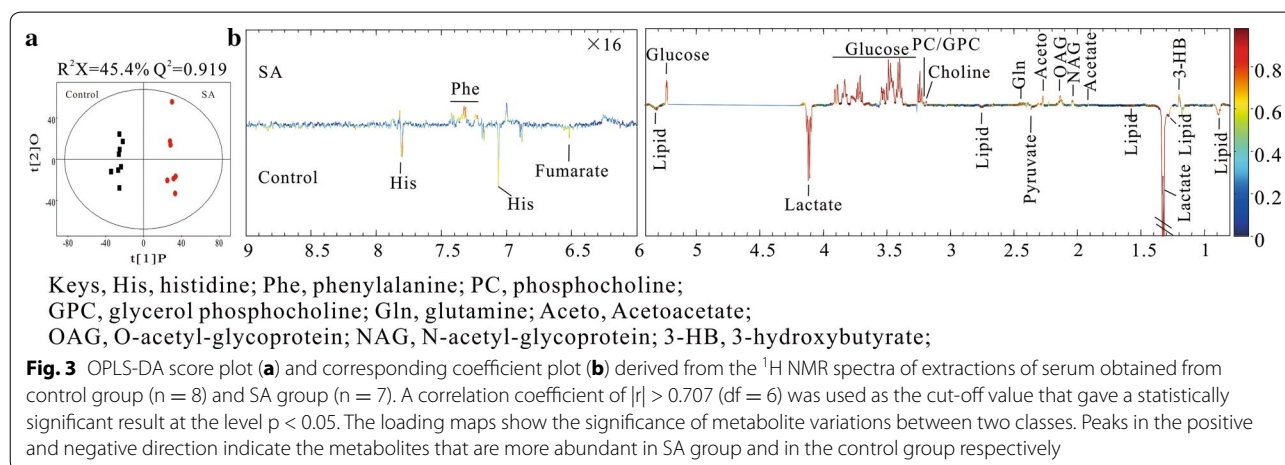 a
b
R²X=45.4% Q²=0.919
Control
SA
t[2]O
40
0
-40
-80
-40
0
40
80
t[1]P
×16
SA
Control
Phe
His
His
Fumarate
9
8.5
8
7.5
7
6.5
6
Glucose
Glucose
PC/GPC
Choline
Gln
Aceto
OAG
NAG
Acetate
3-HB
Lipid
Lactate
Lipid
Pyruvate
Lipid
Lactate
Lipid
Lipid
5
4.5
4
3.5
3
2.5
2
1.5
1
0.8
0.6
0.4
0.2
0
Keys, His, histidine; Phe, phenylalanine; PC, phosphocholine;
GPC, glycerol phosphocholine; Gln, glutamine; Aceto, Acetoacetate;
OAG, O-acetyl-glycoprotein; NAG, N-acetyl-glycoprotein; 3-HB, 3-hydroxybutyrate;
Fig. 3 OPLS-DA score plot (a) and corresponding coefficient plot (b) derived from the ¹H NMR spectra of extractions of serum obtained from
control group (n = 8) and SA group (n = 7). A correlation coefficient of |r| > 0.707 (df = 6) was used as the cut-off value that gave a statistically
significant result at the level p < 0.05. The loading maps show the significance of metabolite variations between two classes. Peaks in the positive
and negative direction indicate the metabolites that are more abundant in SA group and in the control group respectively